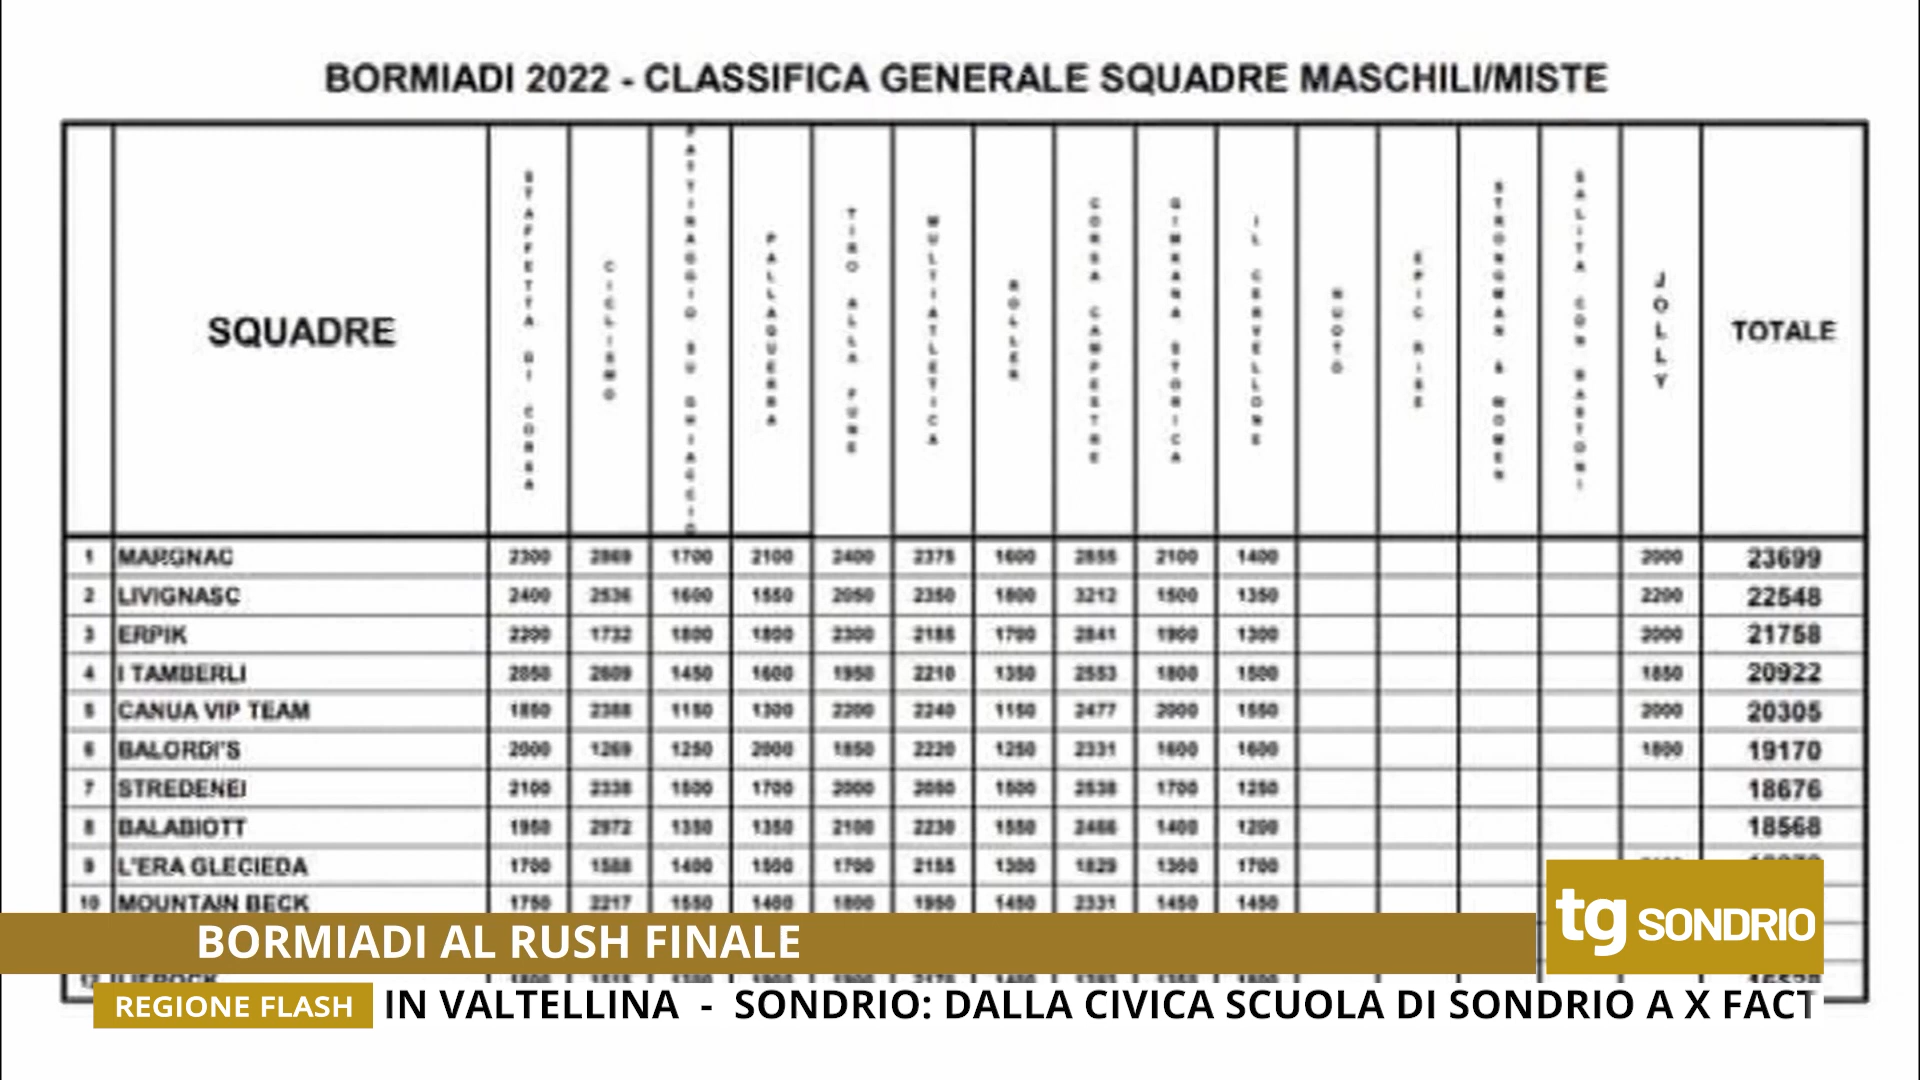 BORMIADI 2022 - CLASSIFICA GENERALE SQUADRE MASCHILI/MISTE
SQUADRE STAFFETTA DI CORSA CICLISMO PATTINAGGIO SU GHIACCIO PALLAGUERRA TIRO ALLA FUNE MULTIATLETICA ROLLER CORSA CAMPESTRE GIMKANA STORICA IL CERVELLONE NUOTO EPIC RISE STRONGMAN & WOMEN SALITA CON BASTONI JOLLY TOTALE
1 MARGNAC 2300 2869 1700 2100 2400 2375 1600 2855 2100 1400 2000 23699
2 LIVIGNASC 2400 2536 1600 1550 2050 2350 1800 3212 1500 1350 2200 22548
3 ERPIK 2200 1732 1800 1800 2300 2185 1700 2841 1900 1300 2000 21758
4 I TAMBERLI 2050 2609 1450 1600 1950 2210 1350 2553 1800 1500 1850 20922
5 CANUA VIP TEAM 1850 2388 1150 1300 2200 2240 1150 2477 2000 1550 2000 20305
6 BALORDI'S 2000 1269 1250 2000 1850 2220 1250 2331 1600 1600 1800 19170
7 STREDENEI 2100 2338 1500 1700 2000 2050 1500 2538 1700 1250 18676
8 BALABIOTT 1950 2972 1350 1350 2100 2230 1550 2466 1400 1200 18568
9 L'ERA GLECIEDA 1700 1588 1400 1500 1700 2155 1300 1829 1300 1700
10 MOUNTAIN BECK 1750 2217 1550 1400 1800 1950 1450 2331 1450 1450
tg SONDRIO
BORMIADI AL RUSH FINALE
REGIONE FLASH IN VALTELLINA - SONDRIO: DALLA CIVICA SCUOLA DI SONDRIO A X FACT